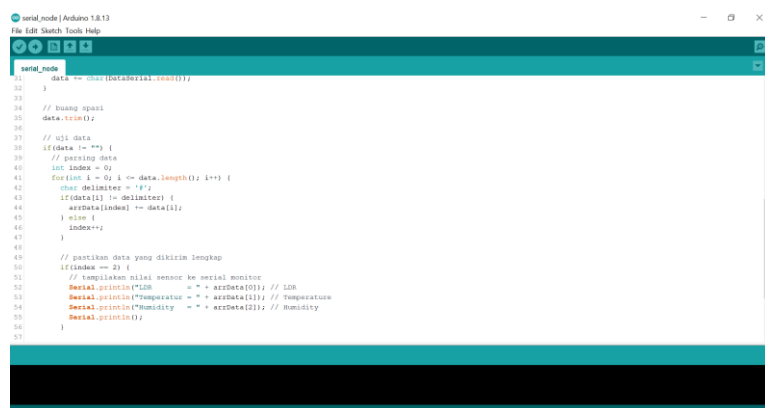 serial_node | Arduino 1.8.13
File Edit Sketch Tools Help
serial_node
31 data += char(DataSerial.read());
32 }
33
34 // buang spasi
35 data.trim();
36
37 // uji data
38 if(data != "") {
39 // parsing data
40 int index = 0;
41 for(int i = 0; i <= data.length(); i++) {
42 char delimiter = '#';
43 if(data[i] != delimiter) {
44 arrData[index] += data[i];
45 } else {
46 index++;
47 }
48
49 // pastikan data yang dikirim lengkap
50 if(index == 2) {
51 // tampilakan nilai sensor ke serial monitor
52 Serial.println("LDR = " + arrData[0]); // LDR
53 Serial.println("Temperatur = " + arrData[1]); // Temperature
54 Serial.println("Humidity = " + arrData[2]); // Humidity
55 Serial.println();
56 }
57